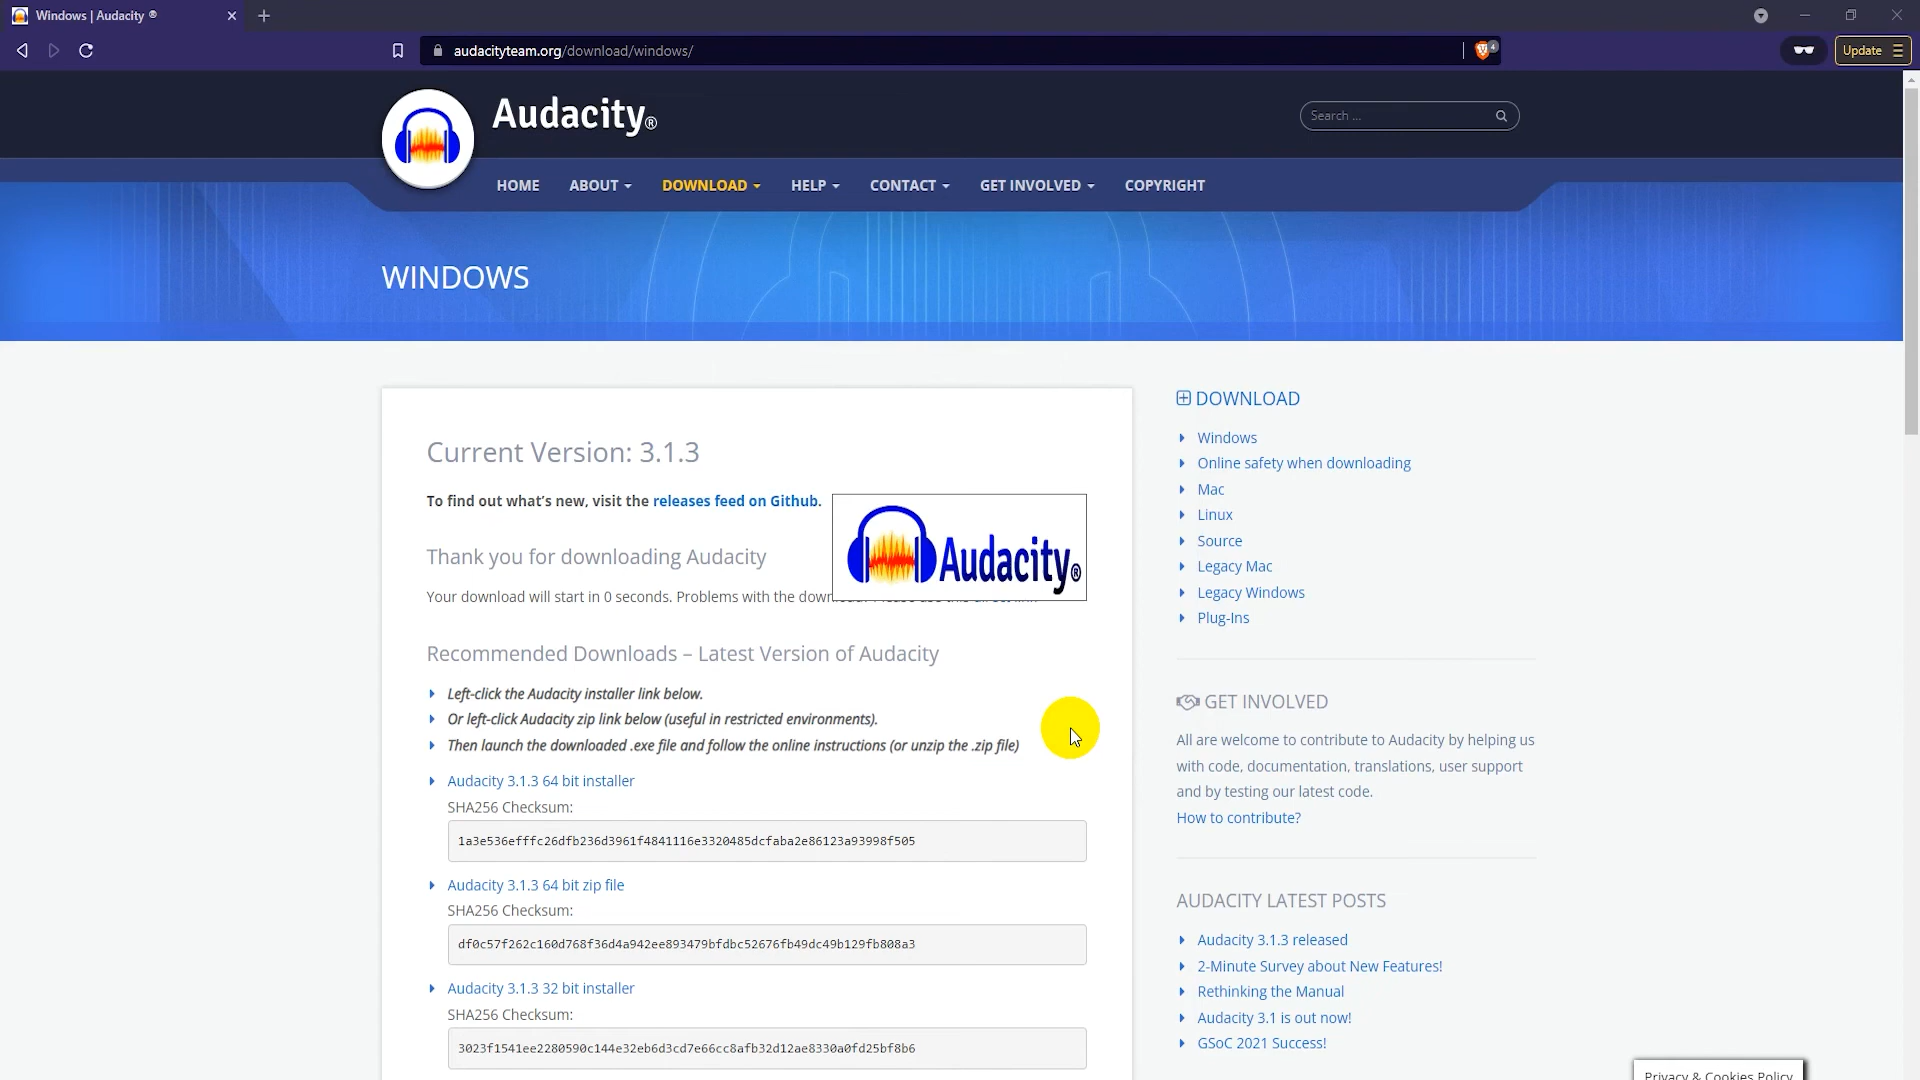 Windows | Audacity ®
audacityteam.org/download/windows/
4
Update
Audacity®
Search ...
HOME
ABOUT
DOWNLOAD
HELP
CONTACT
GET INVOLVED
COPYRIGHT
WINDOWS
Current Version: 3.1.3
To find out what's new, visit the releases feed on Github.
Audacity®
Thank you for downloading Audacity
Your download will start in 0 seconds. Problems with the
Recommended Downloads – Latest Version of Audacity
Left-click the Audacity installer link below.
Or left-click Audacity zip link below (useful in restricted environments).
Then launch the downloaded .exe file and follow the online instructions (or unzip the .zip file)
Audacity 3.1.3 64 bit installer
SHA256 Checksum:
1a3e536efffc26dfb236d3961f4841116e3320485dcfaba2e86123a93998f505
Audacity 3.1.3 64 bit zip file
SHA256 Checksum:
df0c57f262c160d768f36d4a942ee893479bfdbc52676fb49dc49b129fb808a3
Audacity 3.1.3 32 bit installer
SHA256 Checksum:
3023f1541ee2280590c144e32eb6d3cd7e66cc8afb32d12ae8330a0fd25bf8b6
DOWNLOAD
Windows
Online safety when downloading
Mac
Linux
Source
Legacy Mac
Legacy Windows
Plug-Ins
GET INVOLVED
All are welcome to contribute to Audacity by helping us
with code, documentation, translations, user support
and by testing our latest code.
How to contribute?
AUDACITY LATEST POSTS
Audacity 3.1.3 released
2-Minute Survey about New Features!
Rethinking the Manual
Audacity 3.1 is out now!
GSoC 2021 Success!
Privacy & Cookies Policy